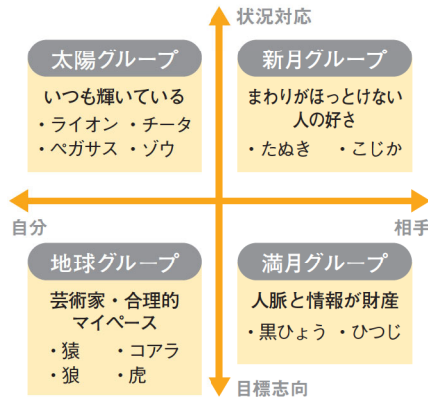 状況対応
太陽グループ
いつも輝いている
・ライオン ・チータ
・ペガサス ・ゾウ
新月グループ
まわりがほっとけない
人の好さ
・たぬき ・こじか
自分
相手
地球グループ
芸術家・合理的
マイペース
・猿 ・コアラ
・狼 ・虎
満月グループ
人脈と情報が財産
・黒ひょう ・ひつじ
目標志向